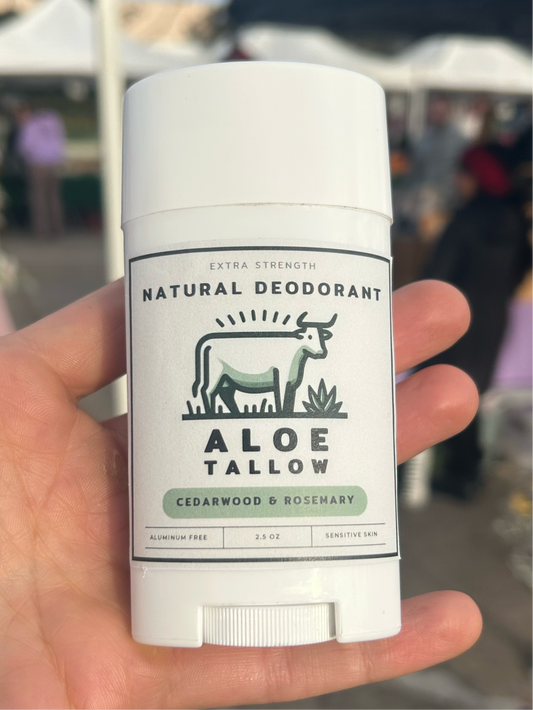 EXTRA STRENGTH
NATURAL DEODORANT
ALOE
TALLOW
CEDARWOOD & ROSEMARY
ALUMINUM FREE
2.5 OZ
SENSITIVE SKIN